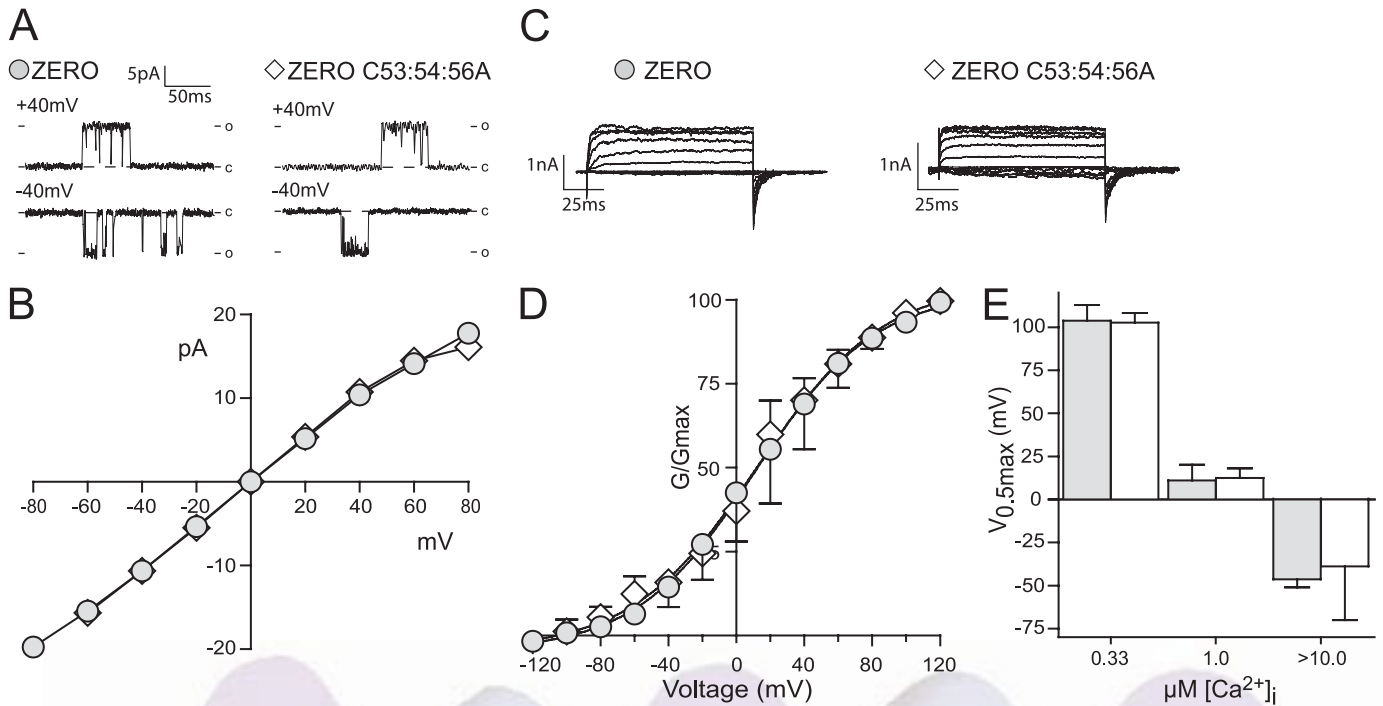 A
ZERO
5pA
50ms
ZERO C53:54:56A
+40mV
o
c
-40mV
c
o
+40mV
o
c
-40mV
c
o
C
ZERO
ZERO C53:54:56A
1nA
25ms
1nA
25ms
B
pA
20
10
-80 -60 -40 -20 20 40 60 80
mV
-10
-20
D
100
75
50
G/Gmax
-120 -80 -40 0 40 80 120
Voltage (mV)
E
V0.5max (mV)
100
75
50
25
0
-25
-50
-75
0.33 1.0 >10.0
µM [Ca2+]i